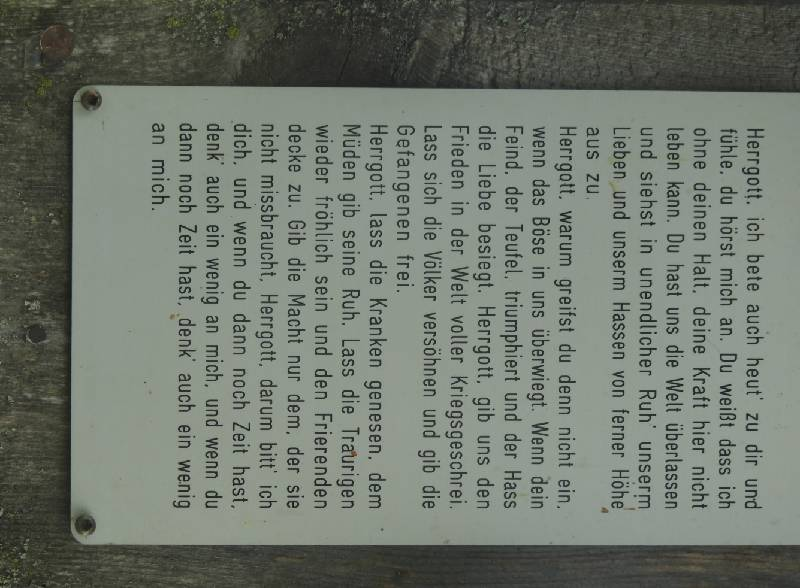 Herrgott, ich bete auch heut' zu dir und
fühle, du hörst mich an. Du weißt dass ich
ohne deinen Halt, deine Kraft hier nicht
leben kann. Du hast uns die Welt überlassen
und siehst in unendlicher Ruh' unserm
Lieben und unserm Hassen von ferner Höhe
aus zu.
Herrgott, warum greifst du denn nicht ein,
wenn das Böse in uns überwiegt. Wenn dein
Feind, der Teufel, triumphiert und der Hass
die Liebe besiegt. Herrgott, gib uns den
Frieden in der Welt voller Kriegsgeschrei.
Lass sich die Völker versöhnen und gib die
Gefangenen frei.
Herrgott, lass die Kranken genesen, dem
Müden gib seine Ruh. Lass die Traurigen
wieder fröhlich sein und den Frierenden
decke zu. Gib die Macht nur dem, der sie
nicht missbraucht, Herrgott, darum bitt' ich
dich, und wenn du dann noch Zeit hast,
denk' auch ein wenig an mich, und wenn du
dann noch Zeit hast, denk' auch ein wenig
an mich.